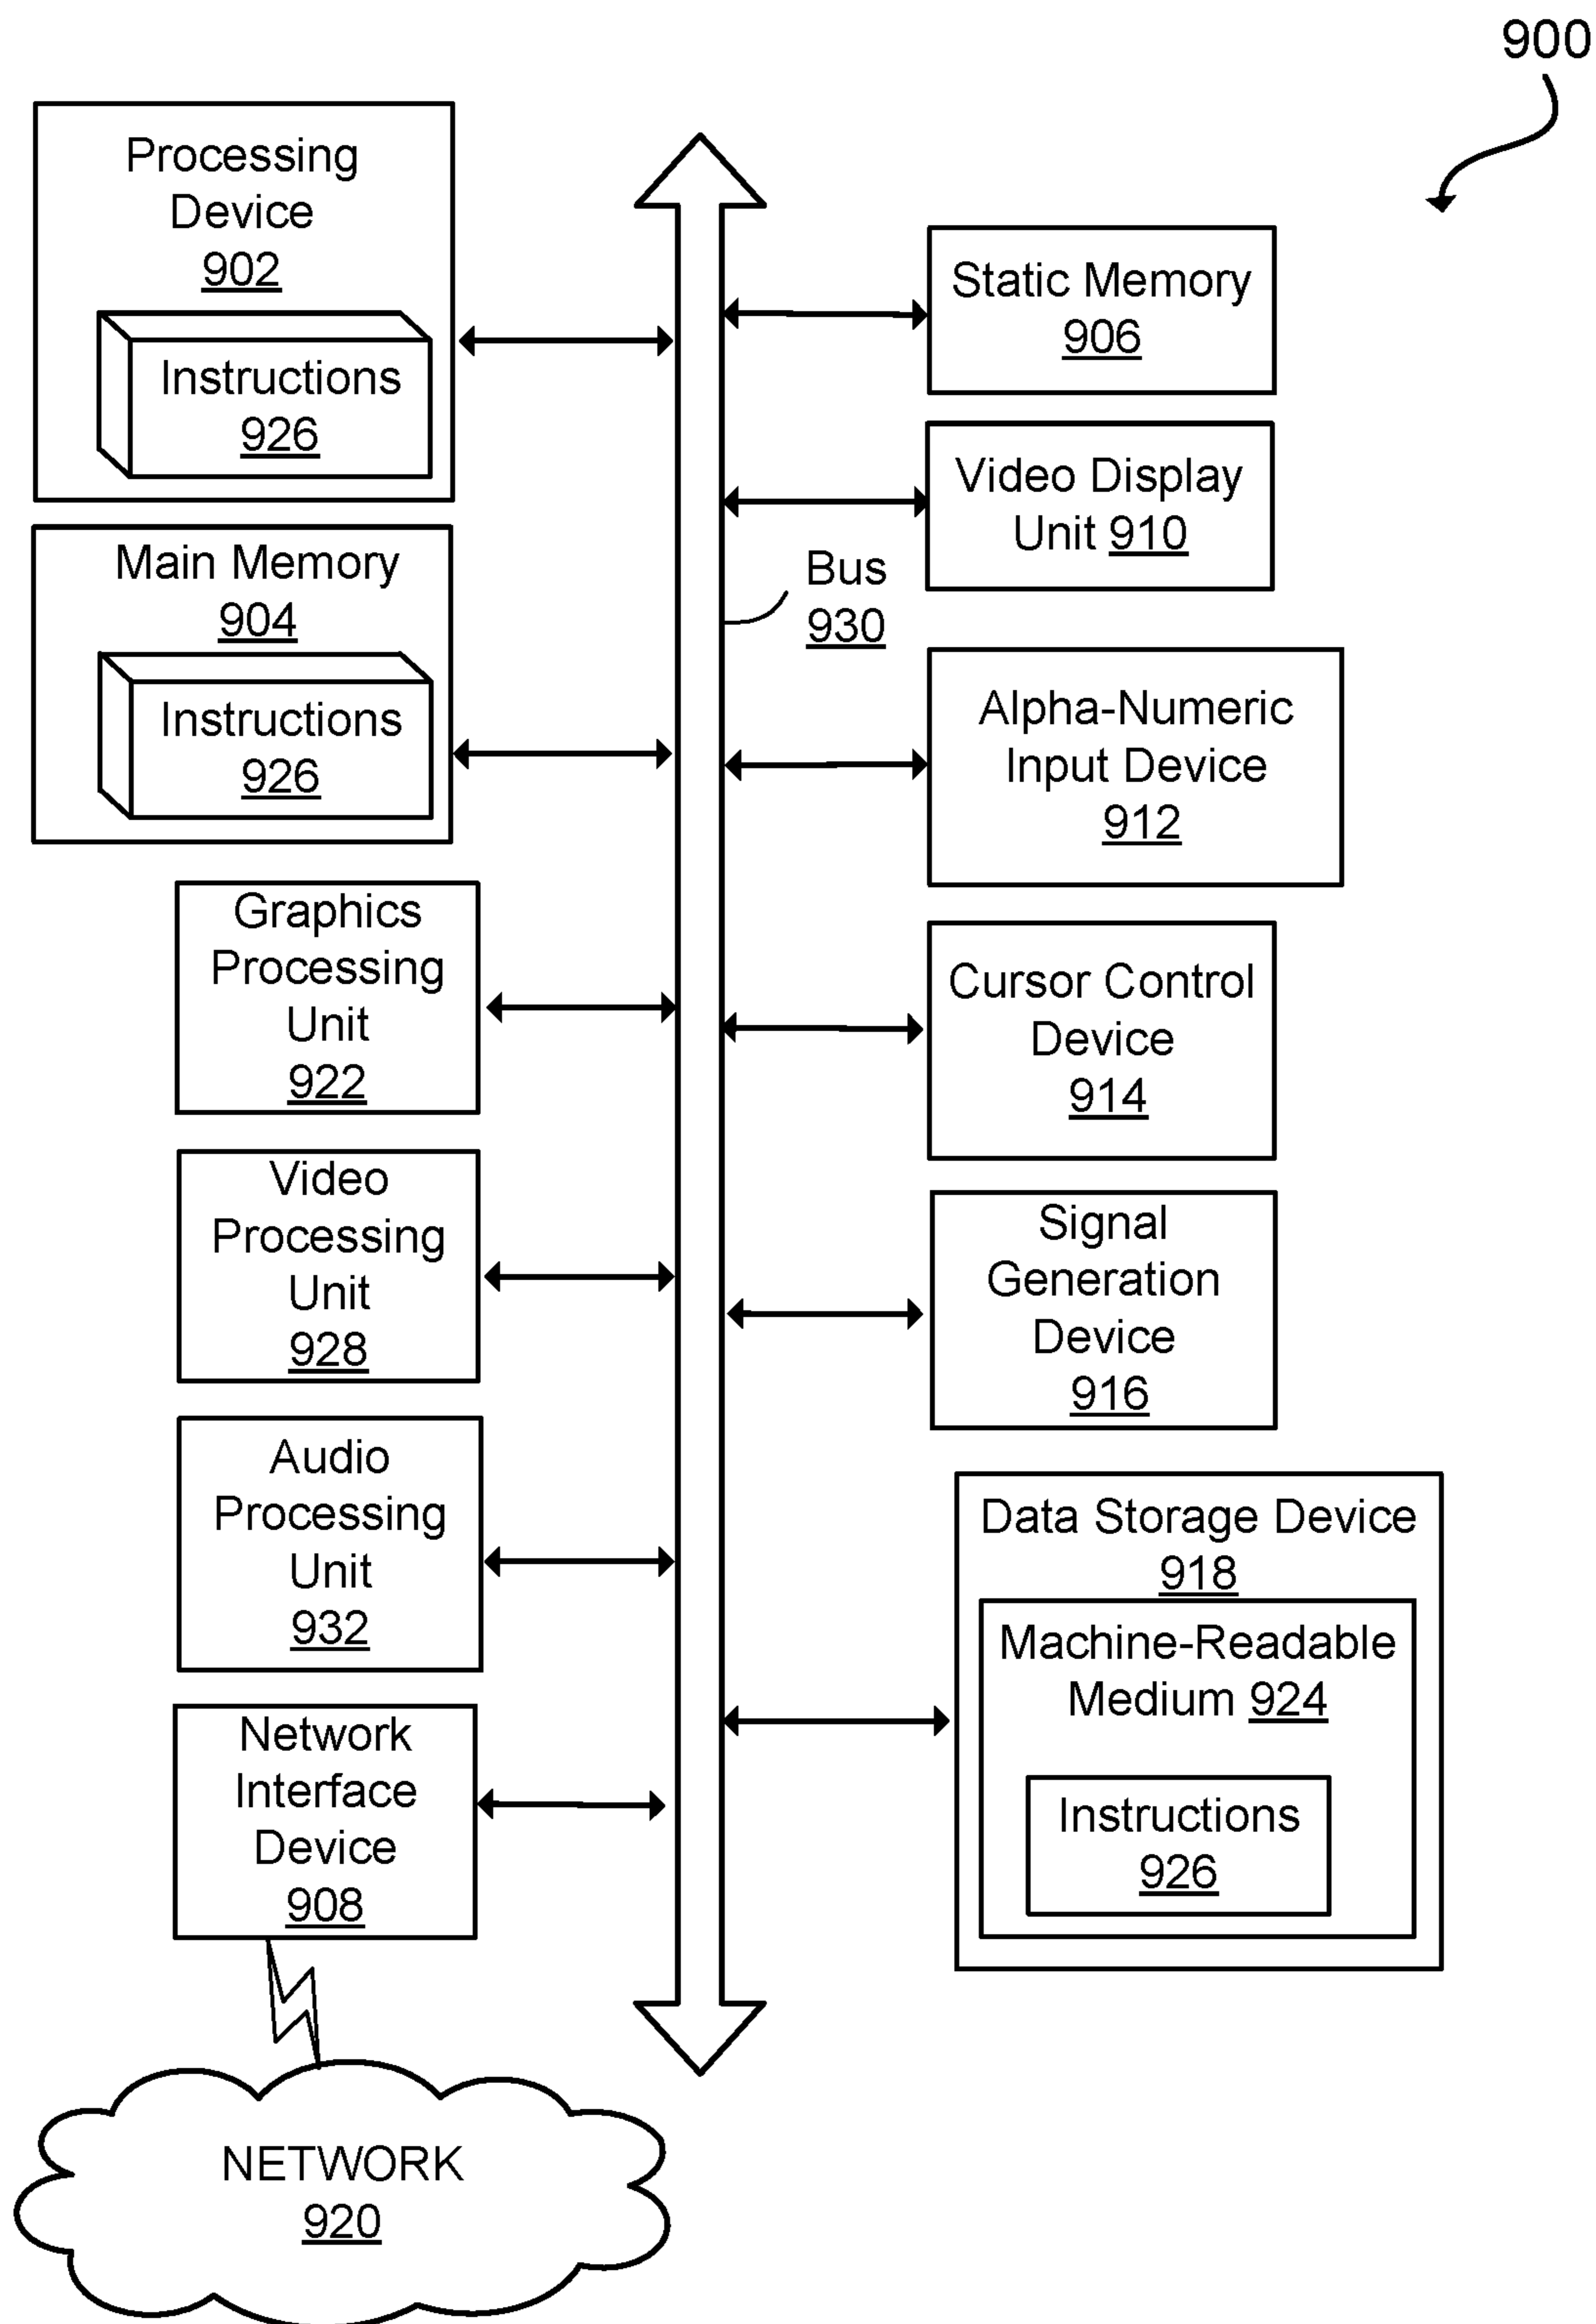 900
Processing
Device
902
Instructions
926
Main Memory
904
Instructions
926
Graphics
Processing
Unit
922
Video
Processing
Unit
928
Audio
Processing
Unit
932
Network
Interface
Device
908
NETWORK
920
Bus
930
Static Memory
906
Video Display
Unit 910
Alpha-Numeric
Input Device
912
Cursor Control
Device
914
Signal
Generation
Device
916
Data Storage Device
918
Machine-Readable
Medium 924
Instructions
926